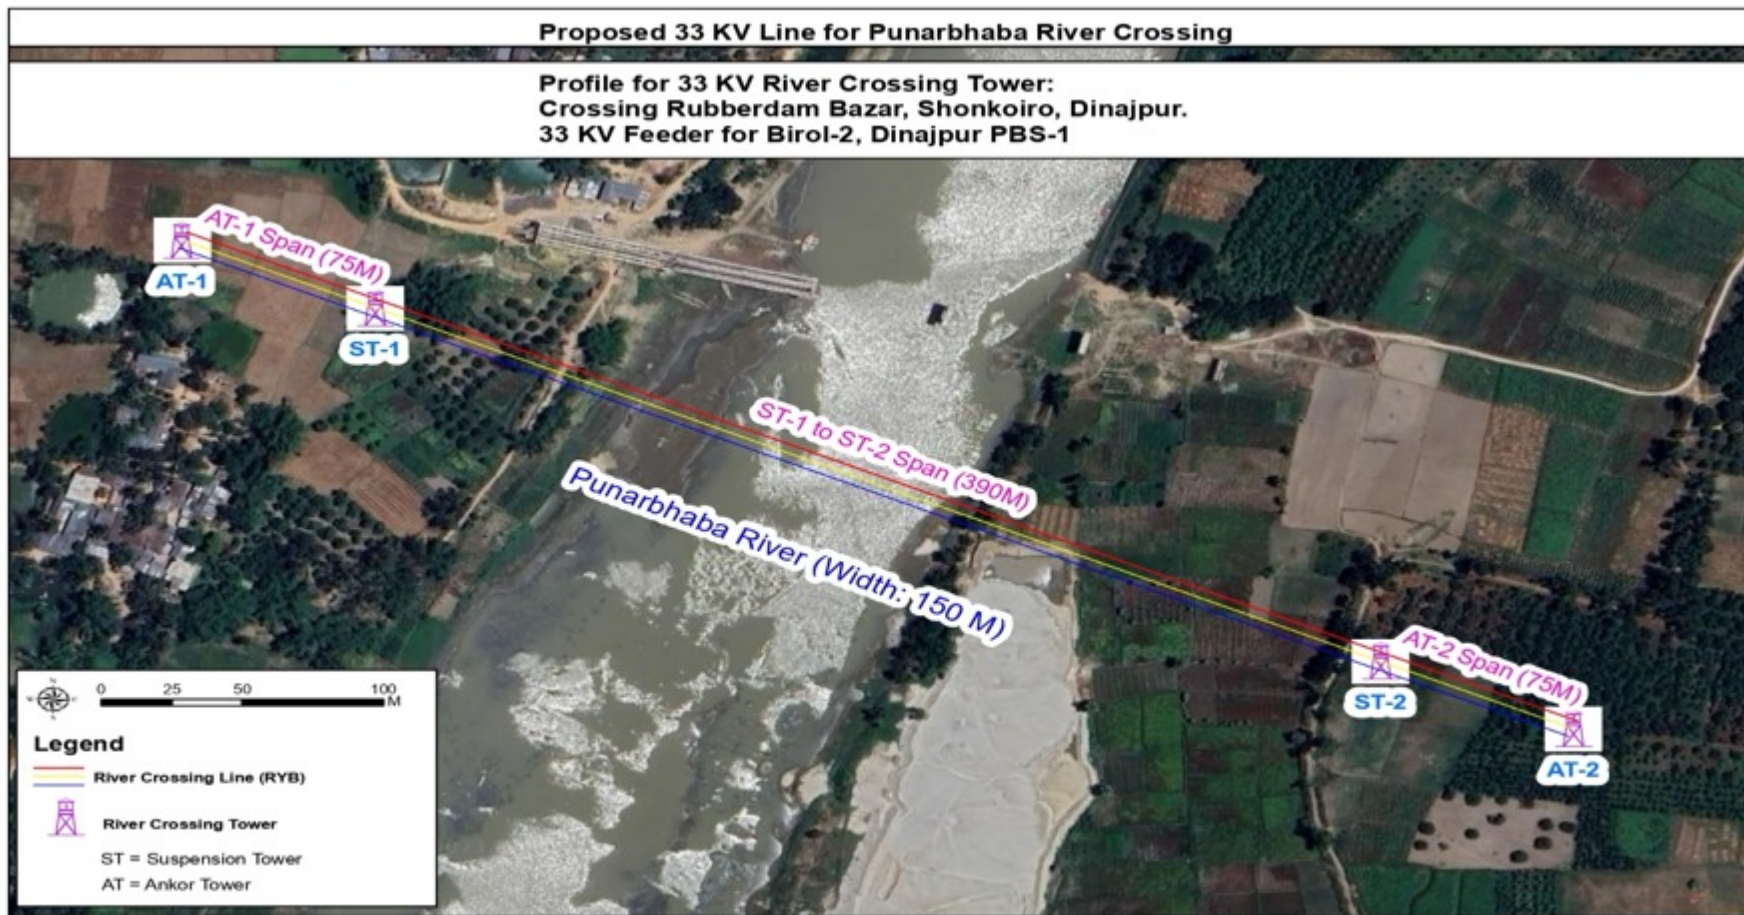 Proposed 33 KV Line for Punarbhaba River Crossing
Profile for 33 KV River Crossing Tower:
Crossing Rubberdam Bazar, Shonkoiro, Dinajpur.
33 KV Feeder for Birol-2, Dinajpur PBS-1
AT-1 Span (75M)
AT-1
ST-1
ST-1 to ST-2 Span (390M)
Punarbhaba River (Width: 150 M)
AT-2 Span (75M)
ST-2
AT-2
N
S
0 25 50 100
M
Legend
River Crossing Line (RYB)
River Crossing Tower
ST = Suspension Tower
AT = Ankor Tower